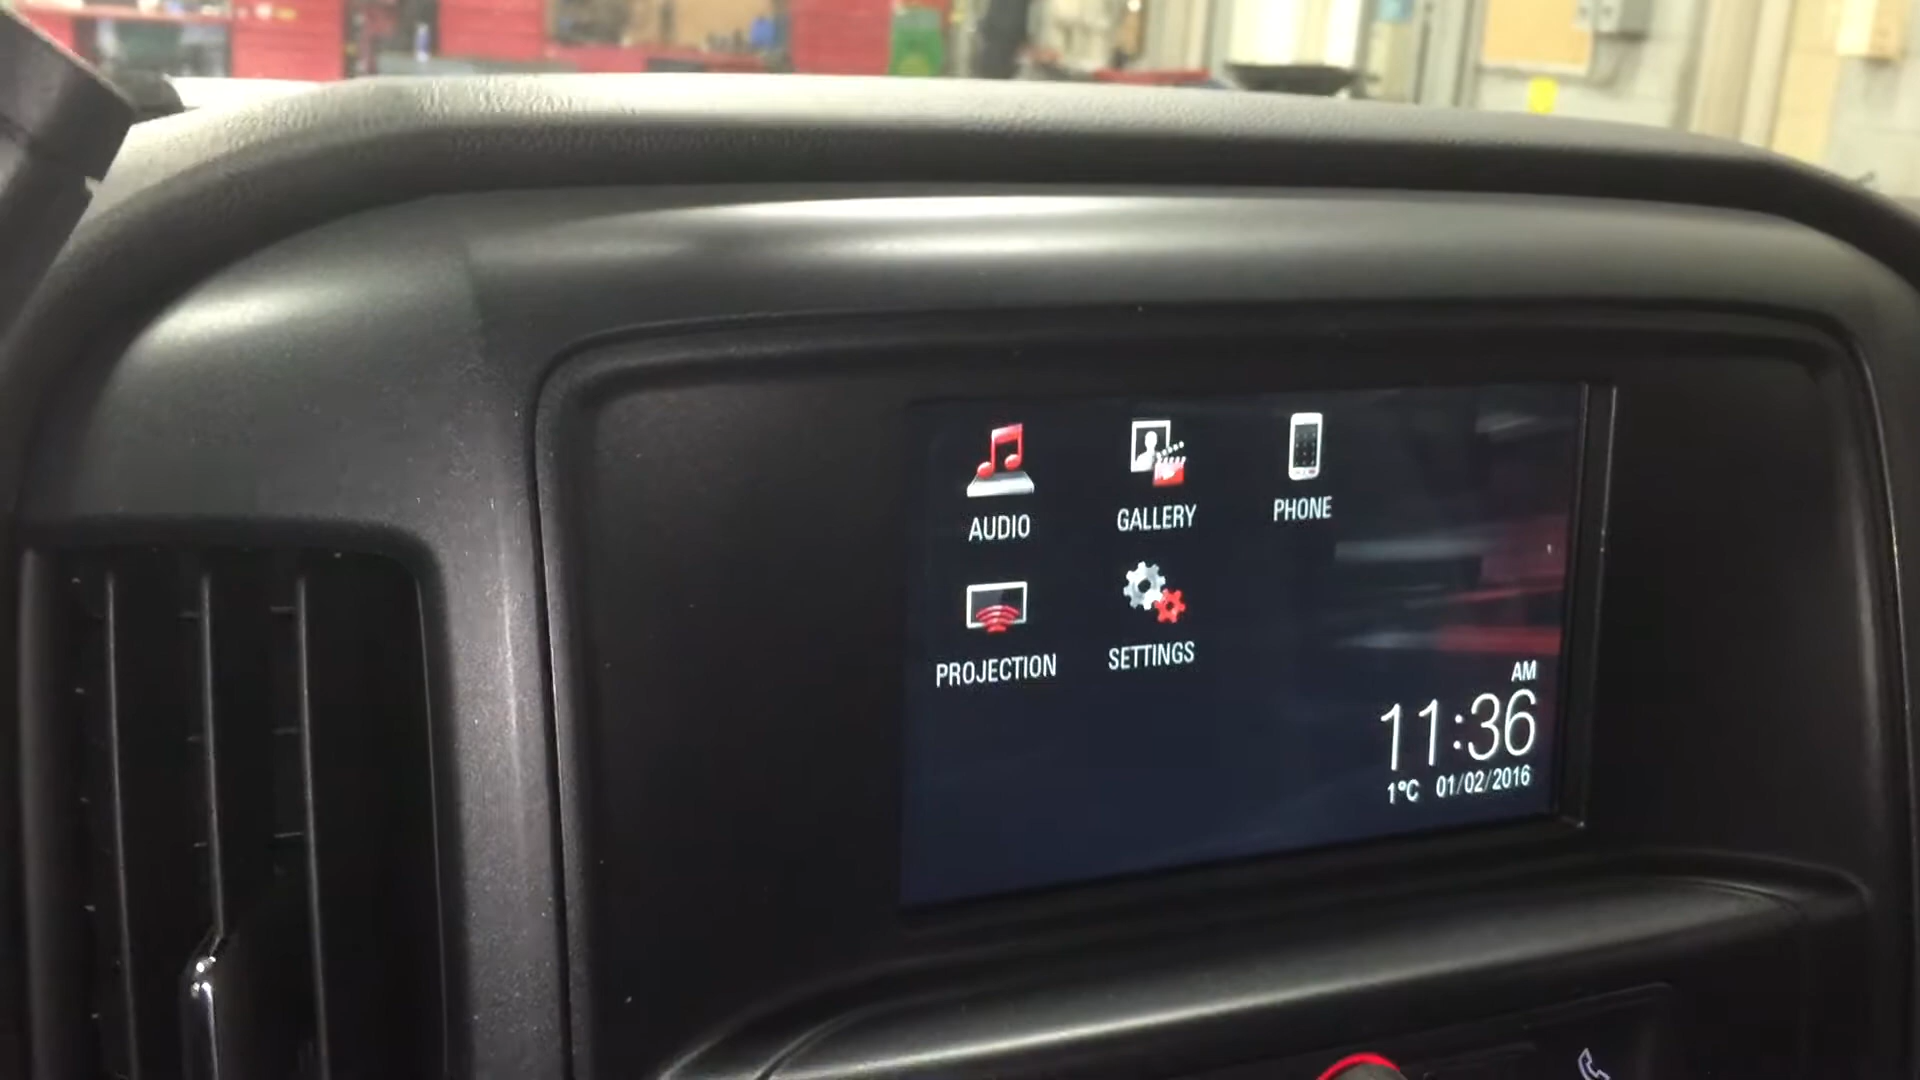 AUDIO
GALLERY
PHONE
PROJECTION
SETTINGS
AM
11:36
1°C 01/02/2016